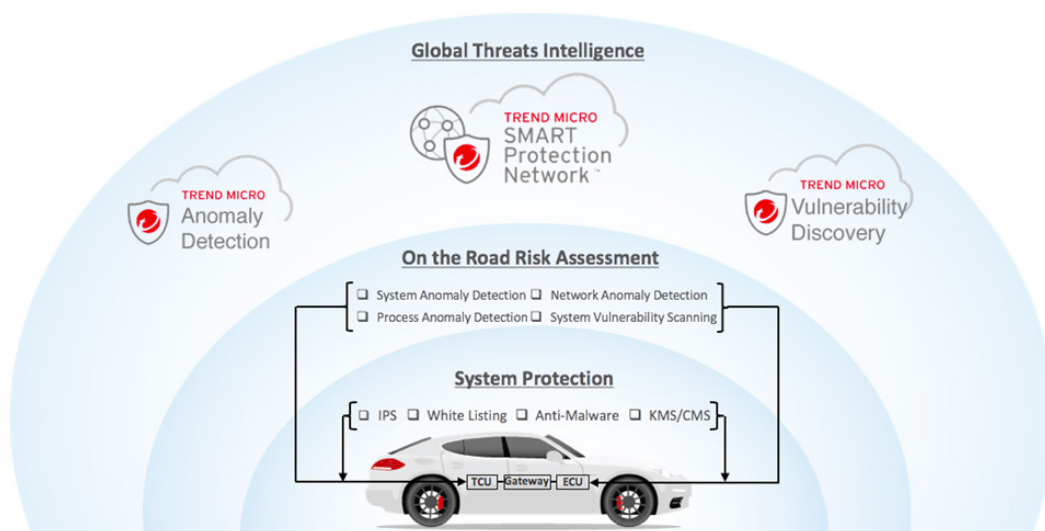 Global Threats Intelligence
TREND MICRO
SMART
Protection
Network™
TREND MICRO
Anomaly
Detection
TREND MICRO
Vulnerability
Discovery
On the Road Risk Assessment
❑ System Anomaly Detection ❑ Network Anomaly Detection
❑ Process Anomaly Detection ❑ System Vulnerability Scanning
System Protection
❑ IPS ❑ White Listing ❑ Anti-Malware ❑ KMS/CMS
TCU Gateway ECU